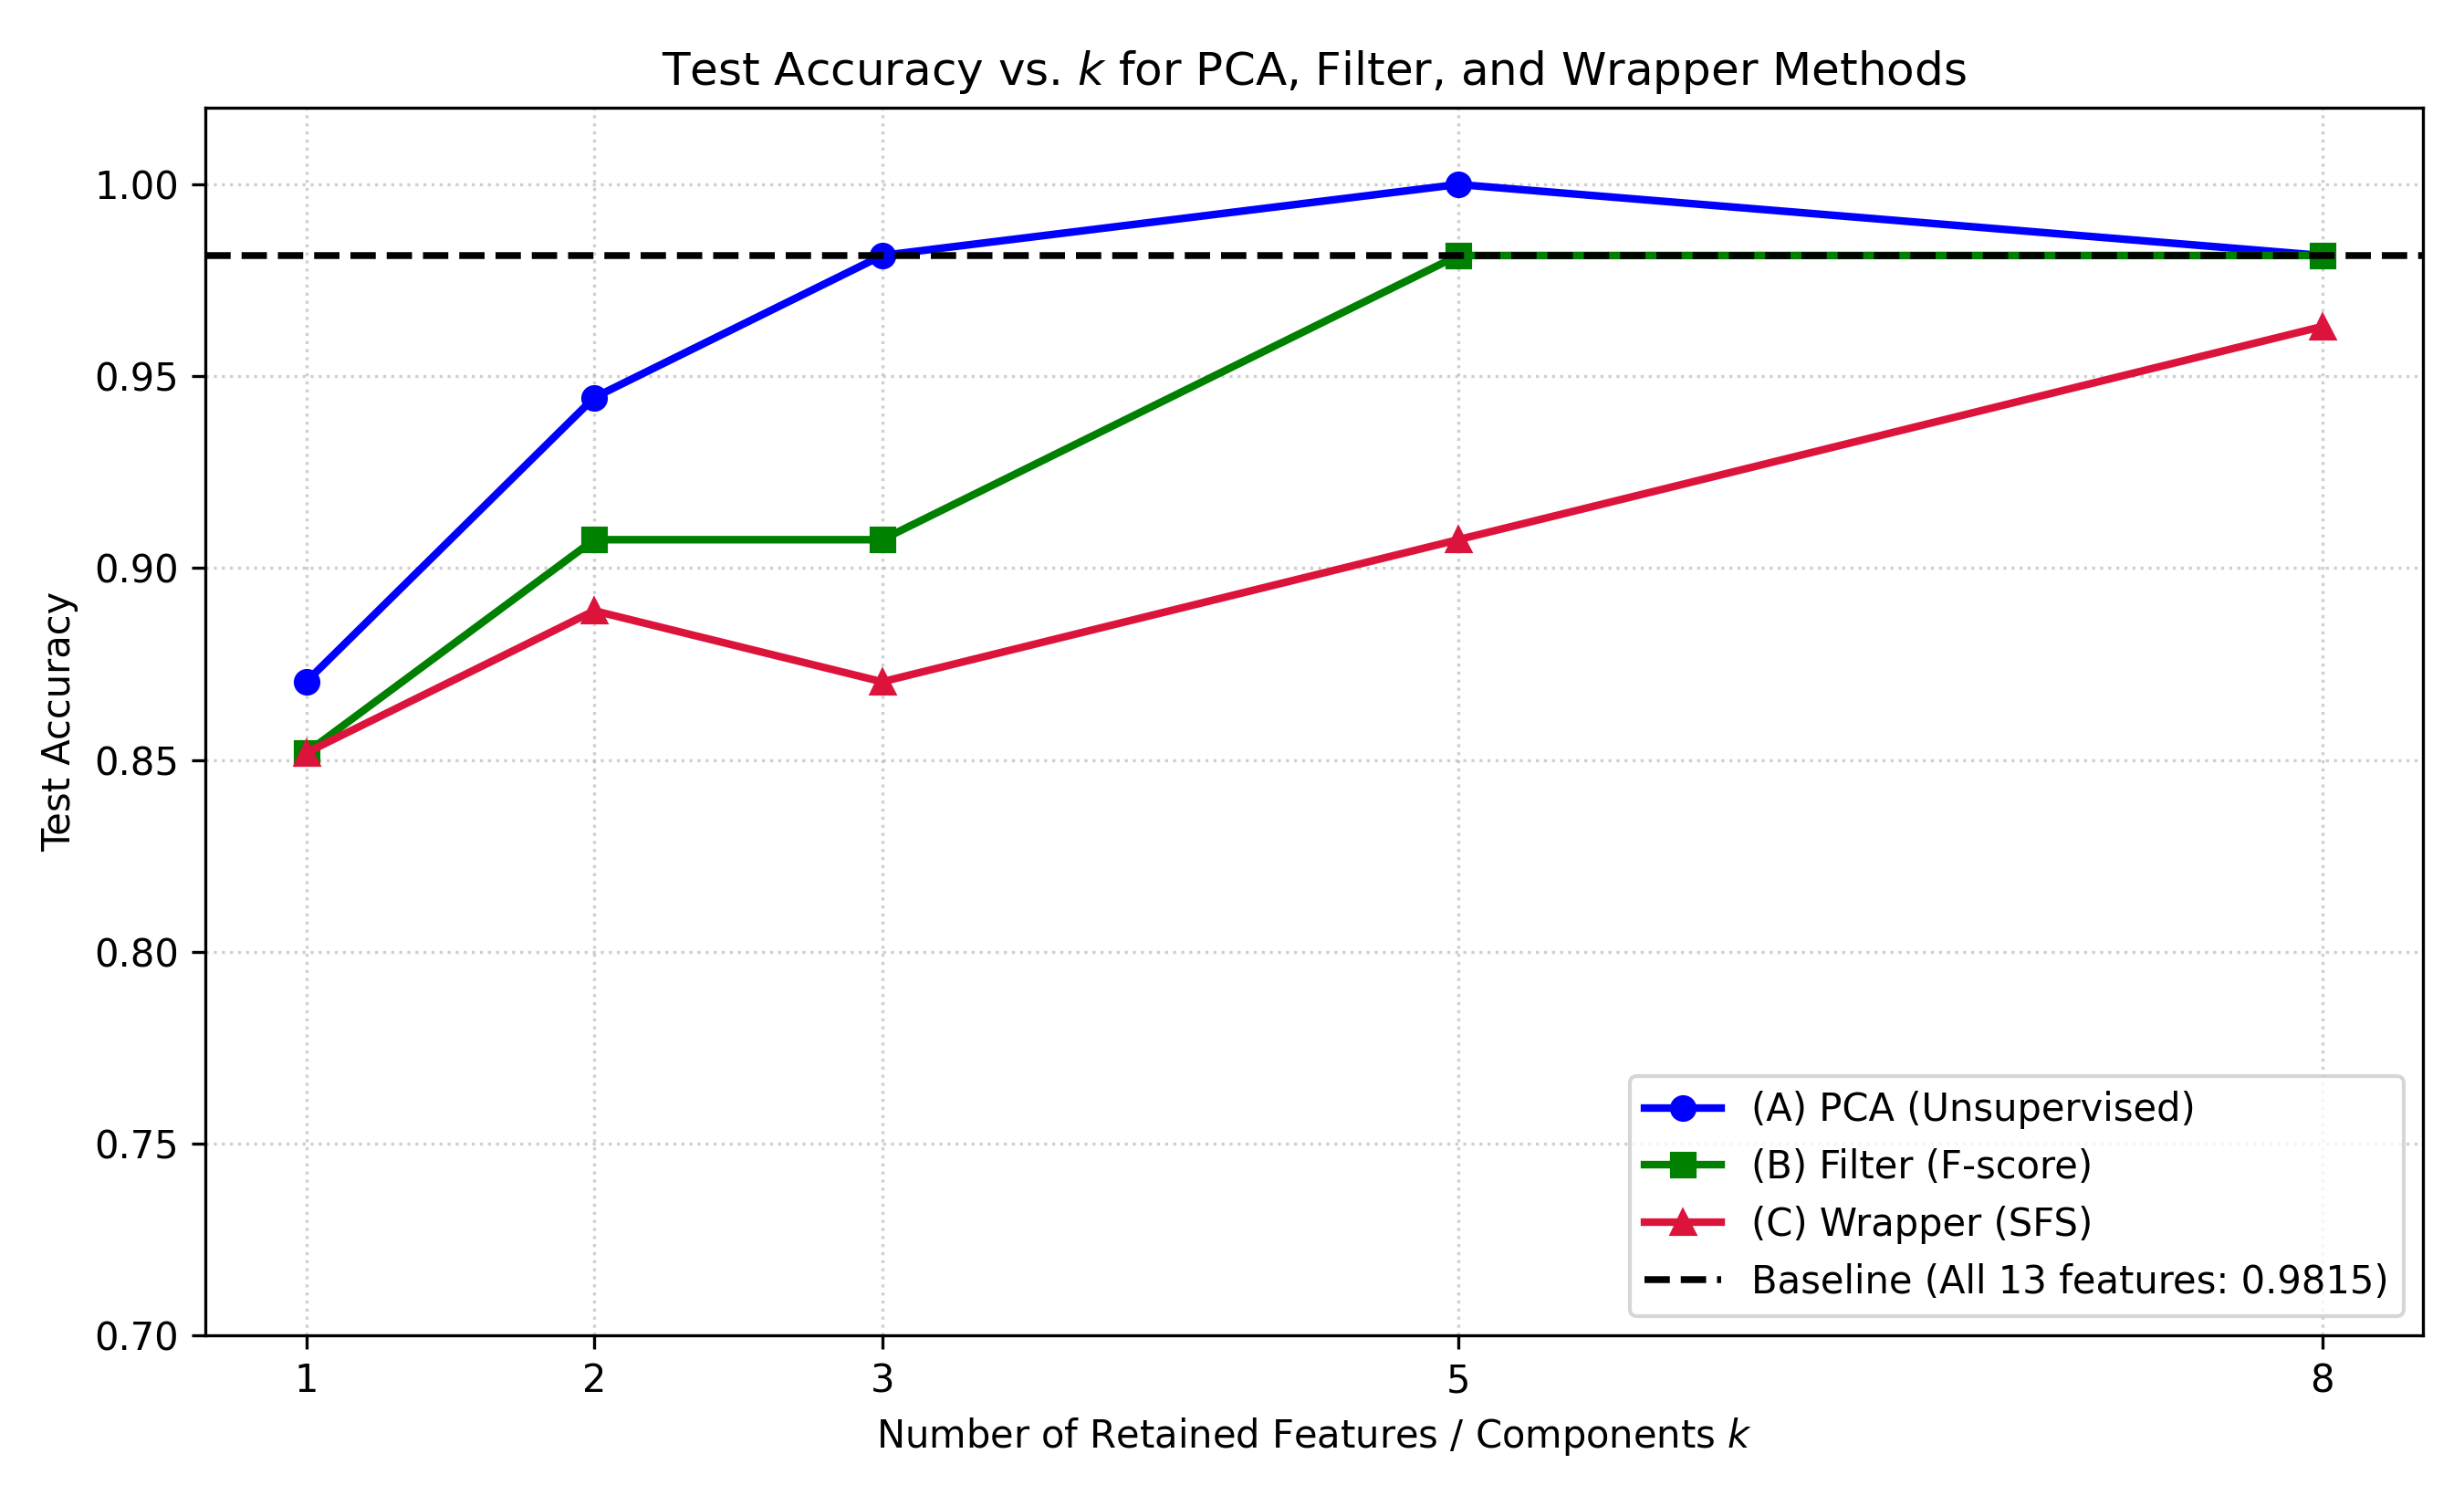 Test Accuracy vs. k for PCA, Filter, and Wrapper Methods
1.00
0.95
0.90
0.85
0.80
0.75
0.70
Test Accuracy
(A) PCA (Unsupervised)
(B) Filter (F-score)
(C) Wrapper (SFS)
Baseline (All 13 features: 0.9815)
1 2 3 5 8
Number of Retained Features / Components k